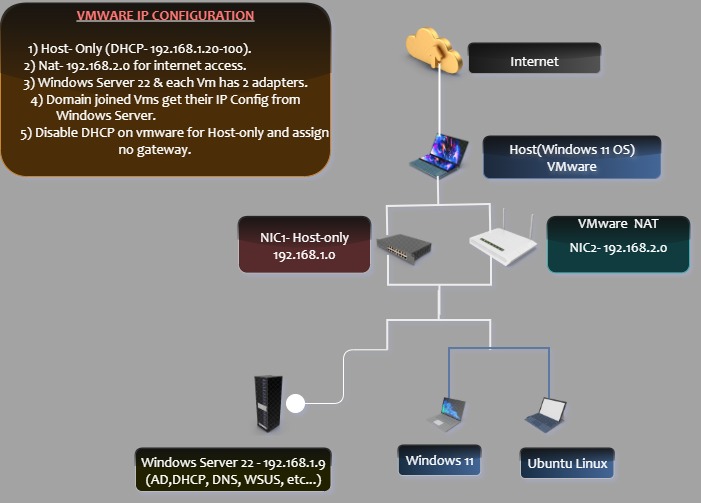 VMWARE IP CONFIGURATION
1) Host- Only (DHCP- 192.168.1.20-100).
2) Nat- 192.168.2.0 for internet access.
3) Windows Server 22 & each Vm has 2 adapters.
4) Domain joined Vms get their IP Config from
Windows Server.
5) Disable DHCP on vmware for Host-only and assign
no gateway.
Internet
Host(Windows 11 OS)
VMware
NIC1- Host-only
192.168.1.0
VMware NAT
NIC2- 192.168.2.0
Windows Server 22 - 192.168.1.9
(AD,DHCP, DNS, WSUS, etc...)
Windows 11
Ubuntu Linux